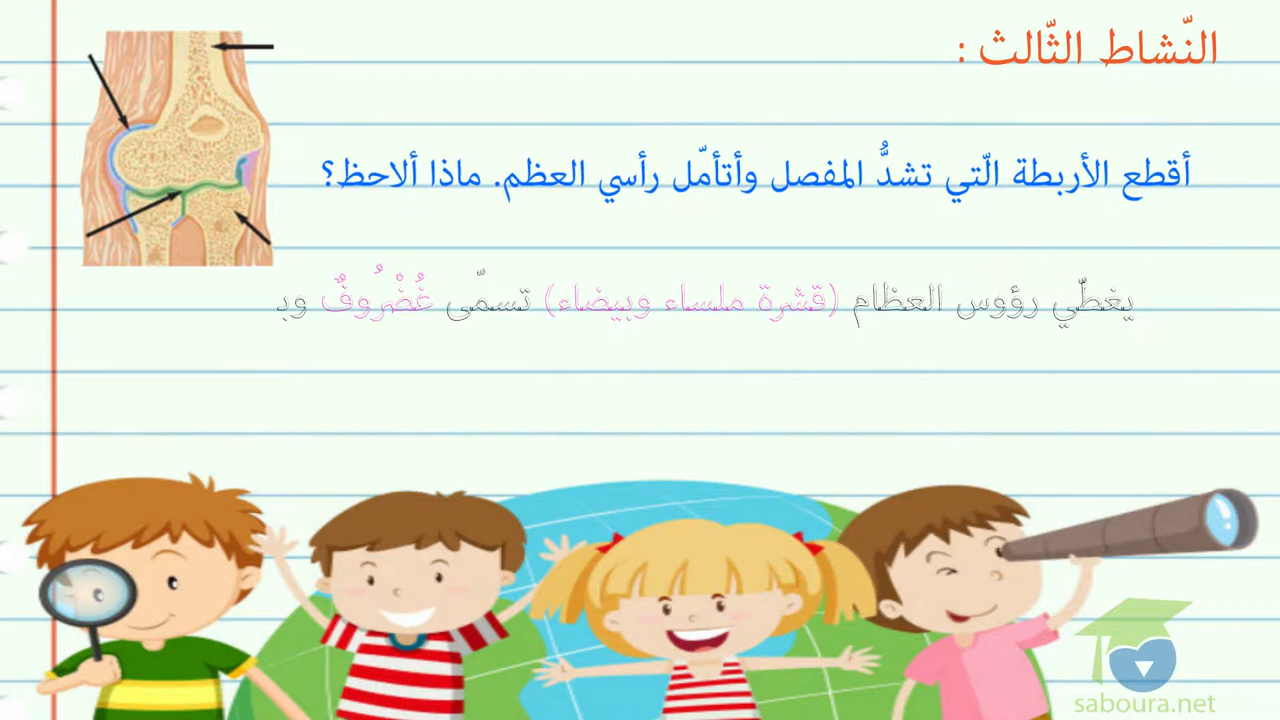 النّشاط الثّالث :
أقطع الأربطة الّتي تشدُّ المفصل وأتأمّل رأسي العظم. ماذا ألاحظ؟
يغطّي رؤوس العظام (قشرة ملساء وبيضاء) تسمّى غُضْرُوفٌ وبـ
saboura.net